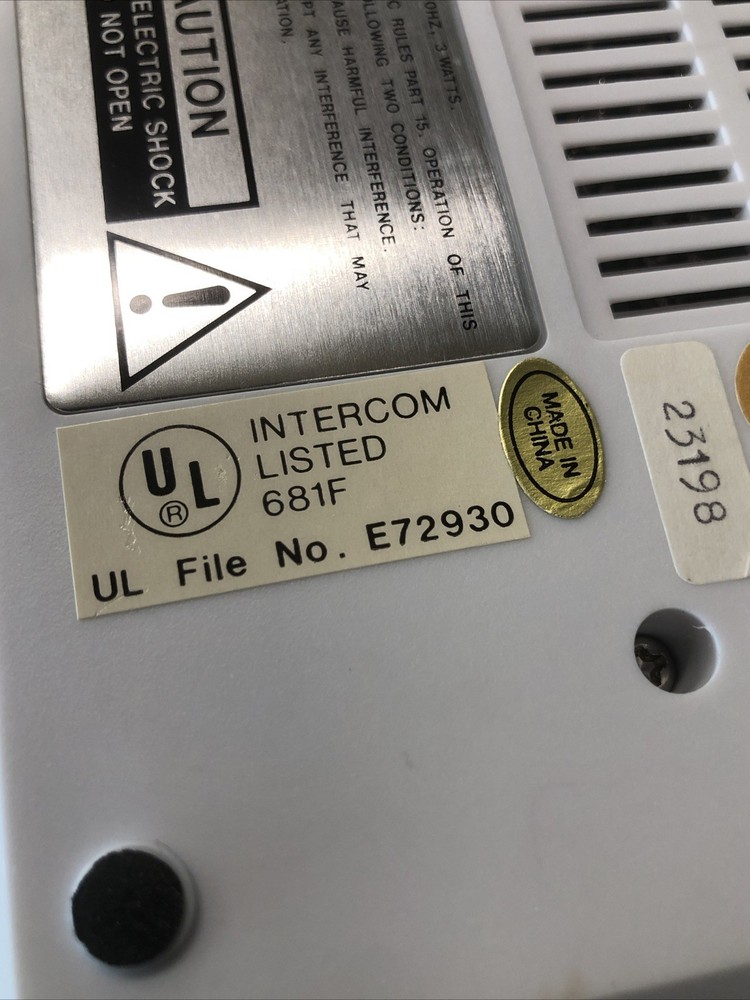 AUTION
ELECTRIC SHOCK
NOT OPEN
0HZ, 3 WATTS.
C RULES PART 15. OPERATION OF THIS
LLOWING TWO CONDITIONS:
AUSE HARMFUL INTERFERENCE.
PT ANY INTERFERENCE THAT MAY
ATION.
UL
®
INTERCOM
LISTED
681F
UL File No. E72930
MADE IN
CHINA
23198